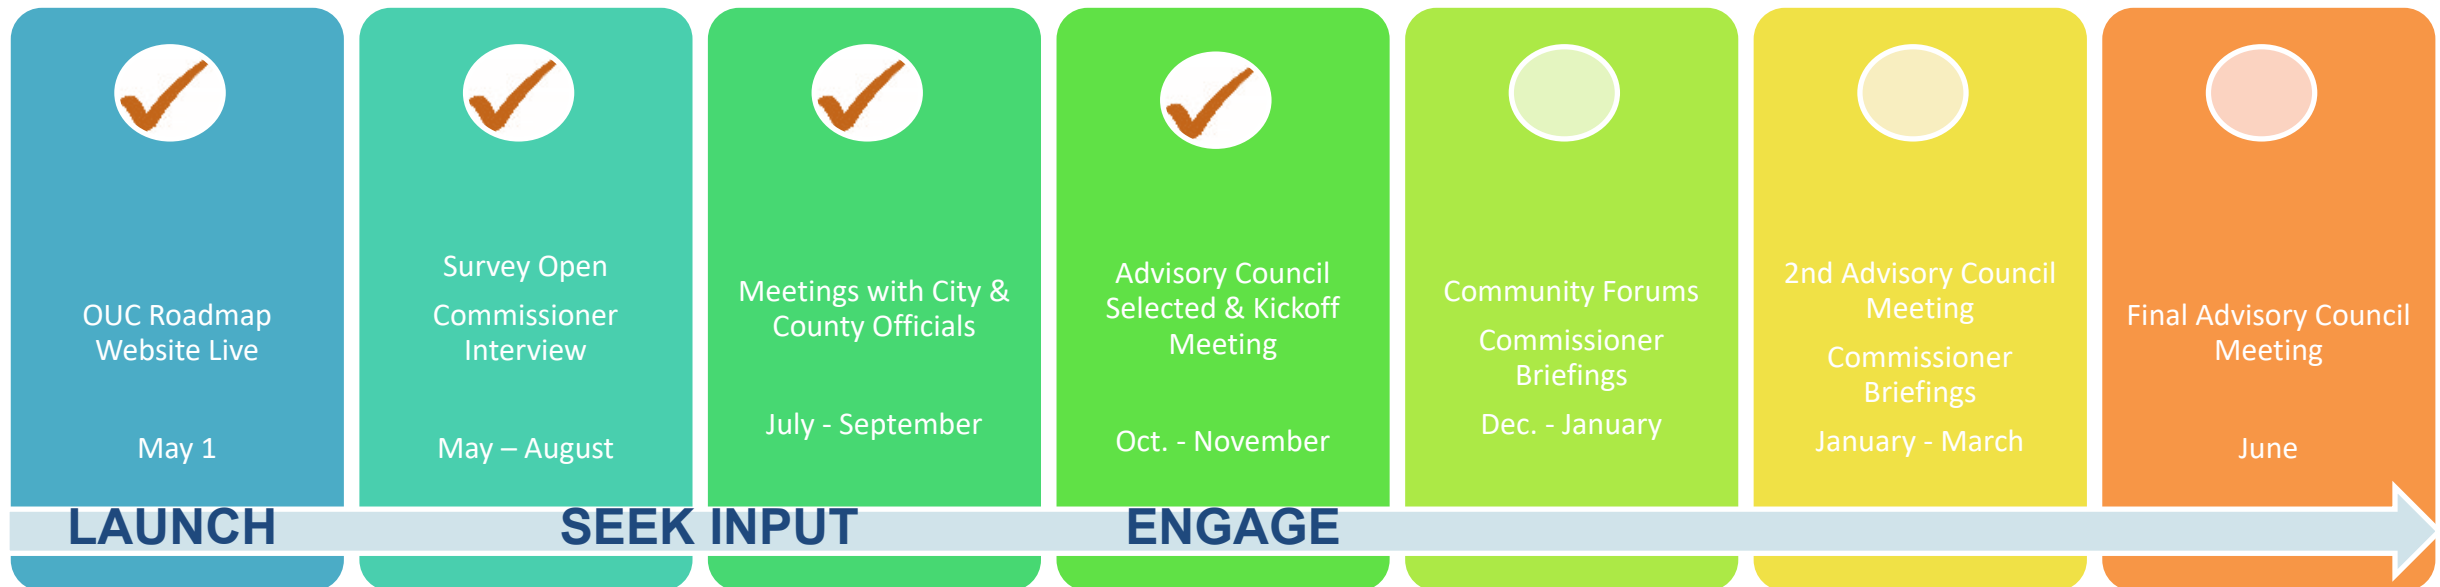 OUC Roadmap
Website Live
May 1
Survey Open
Commissioner
Interview
May – August
Meetings with City &
County Officials
July - September
Advisory Council
Selected & Kickoff
Meeting
Oct. - November
Community Forums
Commissioner
Briefings
Dec. - January
2nd Advisory Council
Meeting
Commissioner
Briefings
January - March
Final Advisory Council
Meeting
June
LAUNCH
SEEK INPUT
ENGAGE